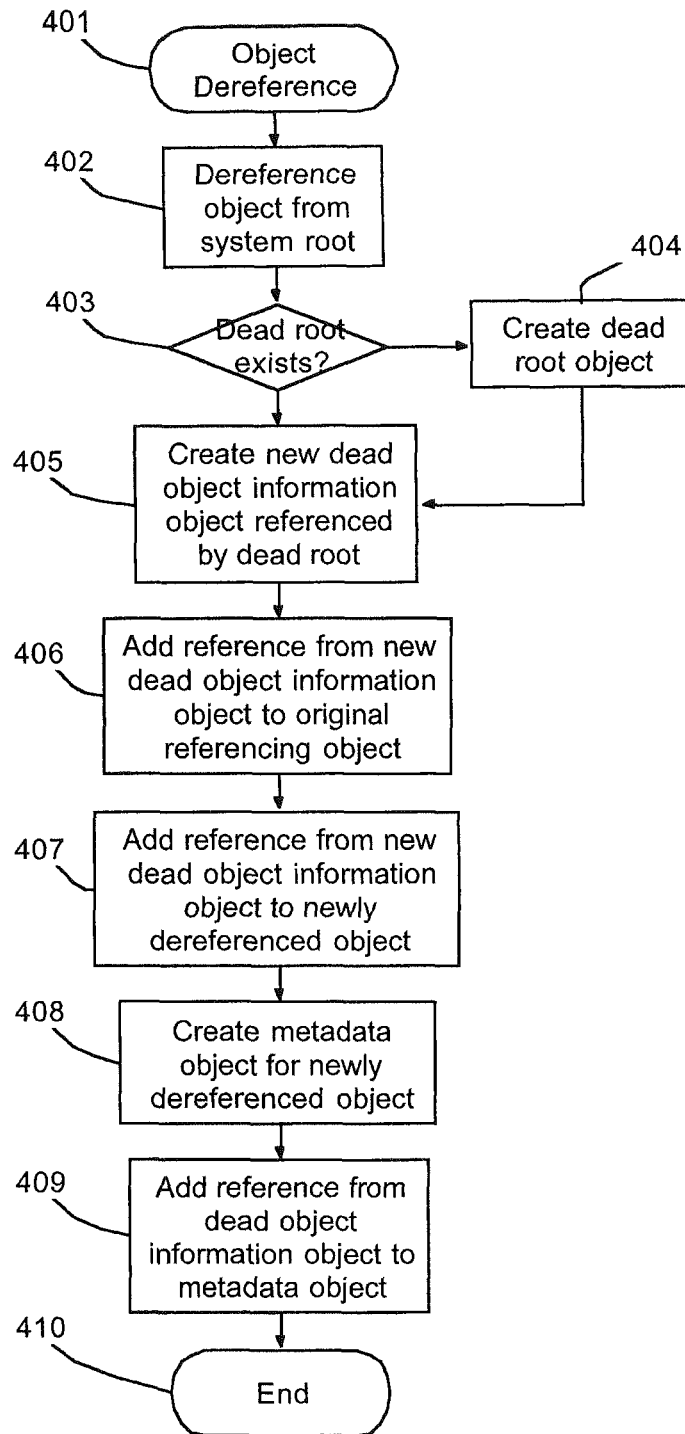 401
Object
Dereference
402
Dereference
object from
system root
403
Dead root
exists?
404
Create dead
root object
405
Create new dead
object information
object referenced
by dead root
406
Add reference from new
dead object information
object to original
referencing object
407
Add reference from new
dead object information
object to newly
dereferenced object
408
Create metadada
object for newly
dereferenced object
409
Add reference from
dead object
information object to
metadada object
410
End